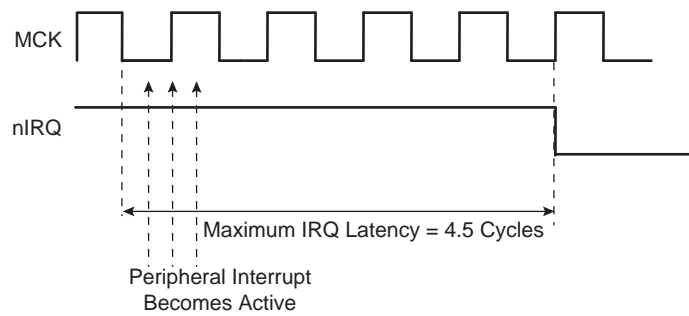 MCK
nIRQ
Maximum IRQ Latency = 4.5 Cycles
Peripheral Interrupt
Becomes Active